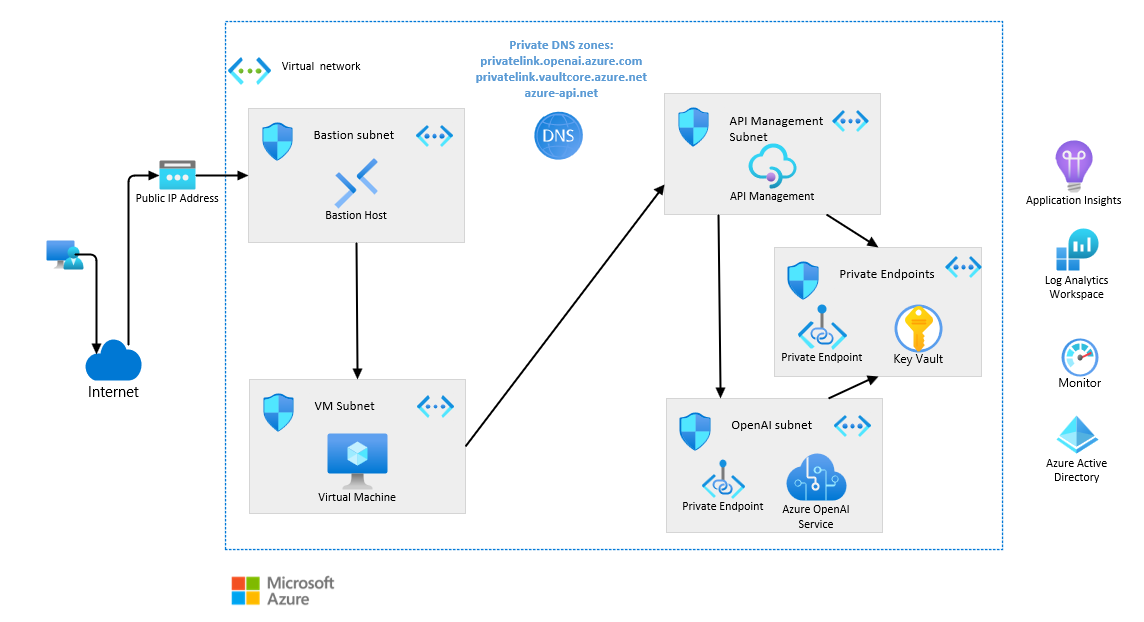 Private DNS zones:
privatelink.openai.azure.com
privatelink.vaultcore.azure.net
azure-api.net
DNS
Virtual network
Bastion subnet
Bastion Host
API Management
Subnet
API Management
Public IP Address
Internet
Private Endpoints
Private Endpoint
Key Vault
VM Subnet
Virtual Machine
OpenAI subnet
Private Endpoint
Azure OpenAI
Service
Application Insights
Log Analytics
Workspace
Monitor
Azure Active
Directory
Microsoft
Azure